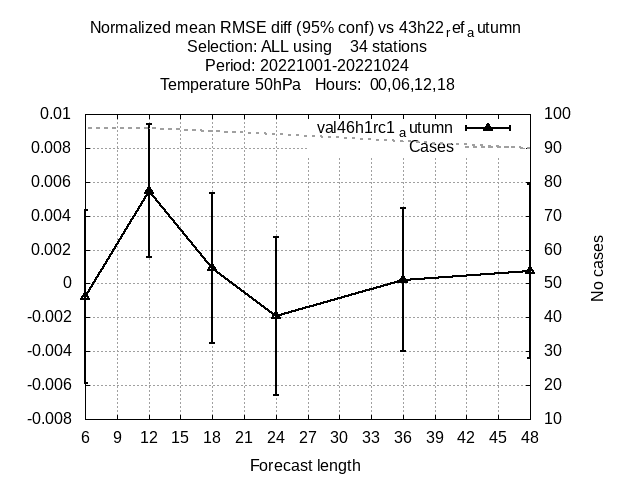 Normalized mean RMSE diff (95% conf) vs 43h22refautumn
Selection: ALL using 34 stations
Period: 20221001-20221024
Temperature 50hPa Hours: 00,06,12,18
0.01 100
val46h1rc1autumn
0.008 Cases 90
0.006 80
0.004 70
0.002 60
0 50
-0.002 40
-0.004 30
-0.006 20
-0.008 10
No cases
6 9 12 15 18 21 24 27 30 33 36 39 42 45 48
Forecast length